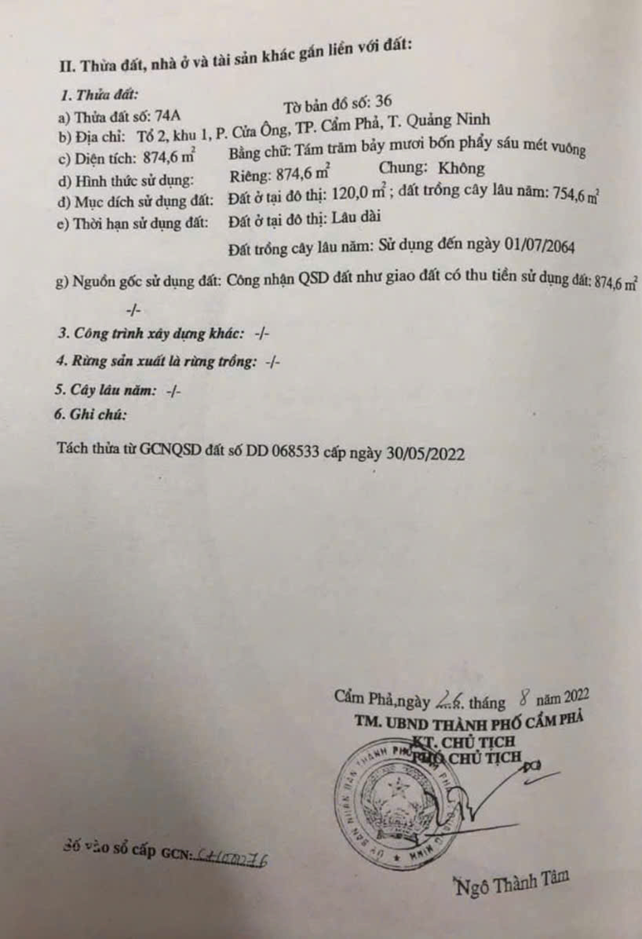 II. Thửa đất, nhà ở và tài sản khác gắn liền với đất:
1. Thửa đất:
a) Thửa đất số: 74A Tờ bản đồ số: 36
b) Địa chỉ: Tổ 2, khu 1, P. Cửa Ông, TP. Cẩm Phả, T. Quảng Ninh
c) Diện tích: 874,6 m² Bằng chữ: Tám trăm bảy mươi bốn phẩy sáu mét vuông
d) Hình thức sử dụng: Riêng: 874,6 m² Chung: Không
đ) Mục đích sử dụng đất: Đất ở tại đô thị: 120,0 m²; đất trồng cây lâu năm: 754,6 m²
e) Thời hạn sử dụng đất: Đất ở tại đô thị: Lâu dài
Đất trồng cây lâu năm: Sử dụng đến ngày 01/07/2064
g) Nguồn gốc sử dụng đất: Công nhận QSD đất như giao đất có thu tiền sử dụng đất: 874,6 m²
-/-
3. Công trình xây dựng khác: -/-
4. Rừng sản xuất là rừng trồng: -/-
5. Cây lâu năm: -/-
6. Ghi chú:
Tách thửa từ GCNQSD đất số DD 068533 cấp ngày 30/05/2022
Cẩm Phả,ngày 26. tháng 8 năm 2022
TM. UBND THÀNH PHỐ CẨM PHẢ
KT. CHỦ TỊCH
PHÓ CHỦ TỊCH
ỦY BAN NHÂN DÂN THÀNH PHỐ
Số vào sổ cấp GCN:
Ngô Thành Tâm